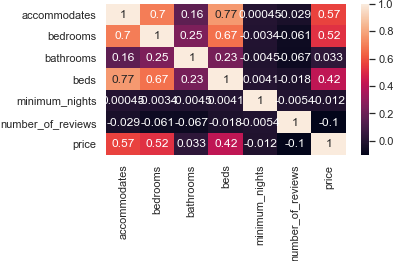 accommodates 1 0.7 0.16 0.77 0.00045 -0.029 0.57
bedrooms 0.7 1 0.25 0.67 -0.0034 -0.061 0.52
bathrooms 0.16 0.25 1 0.23 -0.0045 -0.067 0.033
beds 0.77 0.67 0.23 1 0.0041 -0.018 0.42
minimum_nights 0.00045 -0.0034 -0.0045 0.0041 1 -0.0054 -0.012
number_of_reviews -0.029 -0.061 -0.067 -0.018 -0.0054 1 -0.1
price 0.57 0.52 0.033 0.42 -0.012 -0.1 1
accommodates
bedrooms
bathrooms
beds
minimum_nights
number_of_reviews
price
1.0
0.8
0.6
0.4
0.2
0.0